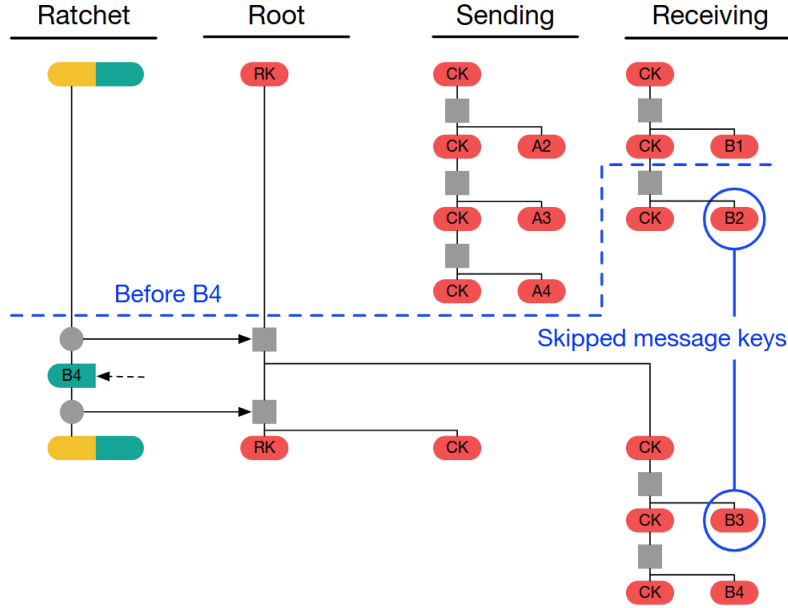 Ratchet Root Sending Receiving
RK CK CK
CK A2 CK B1
CK A3 CK B2
CK A4
Before B4
Skipped message keys
B4
RK CK CK
CK B3
CK B4